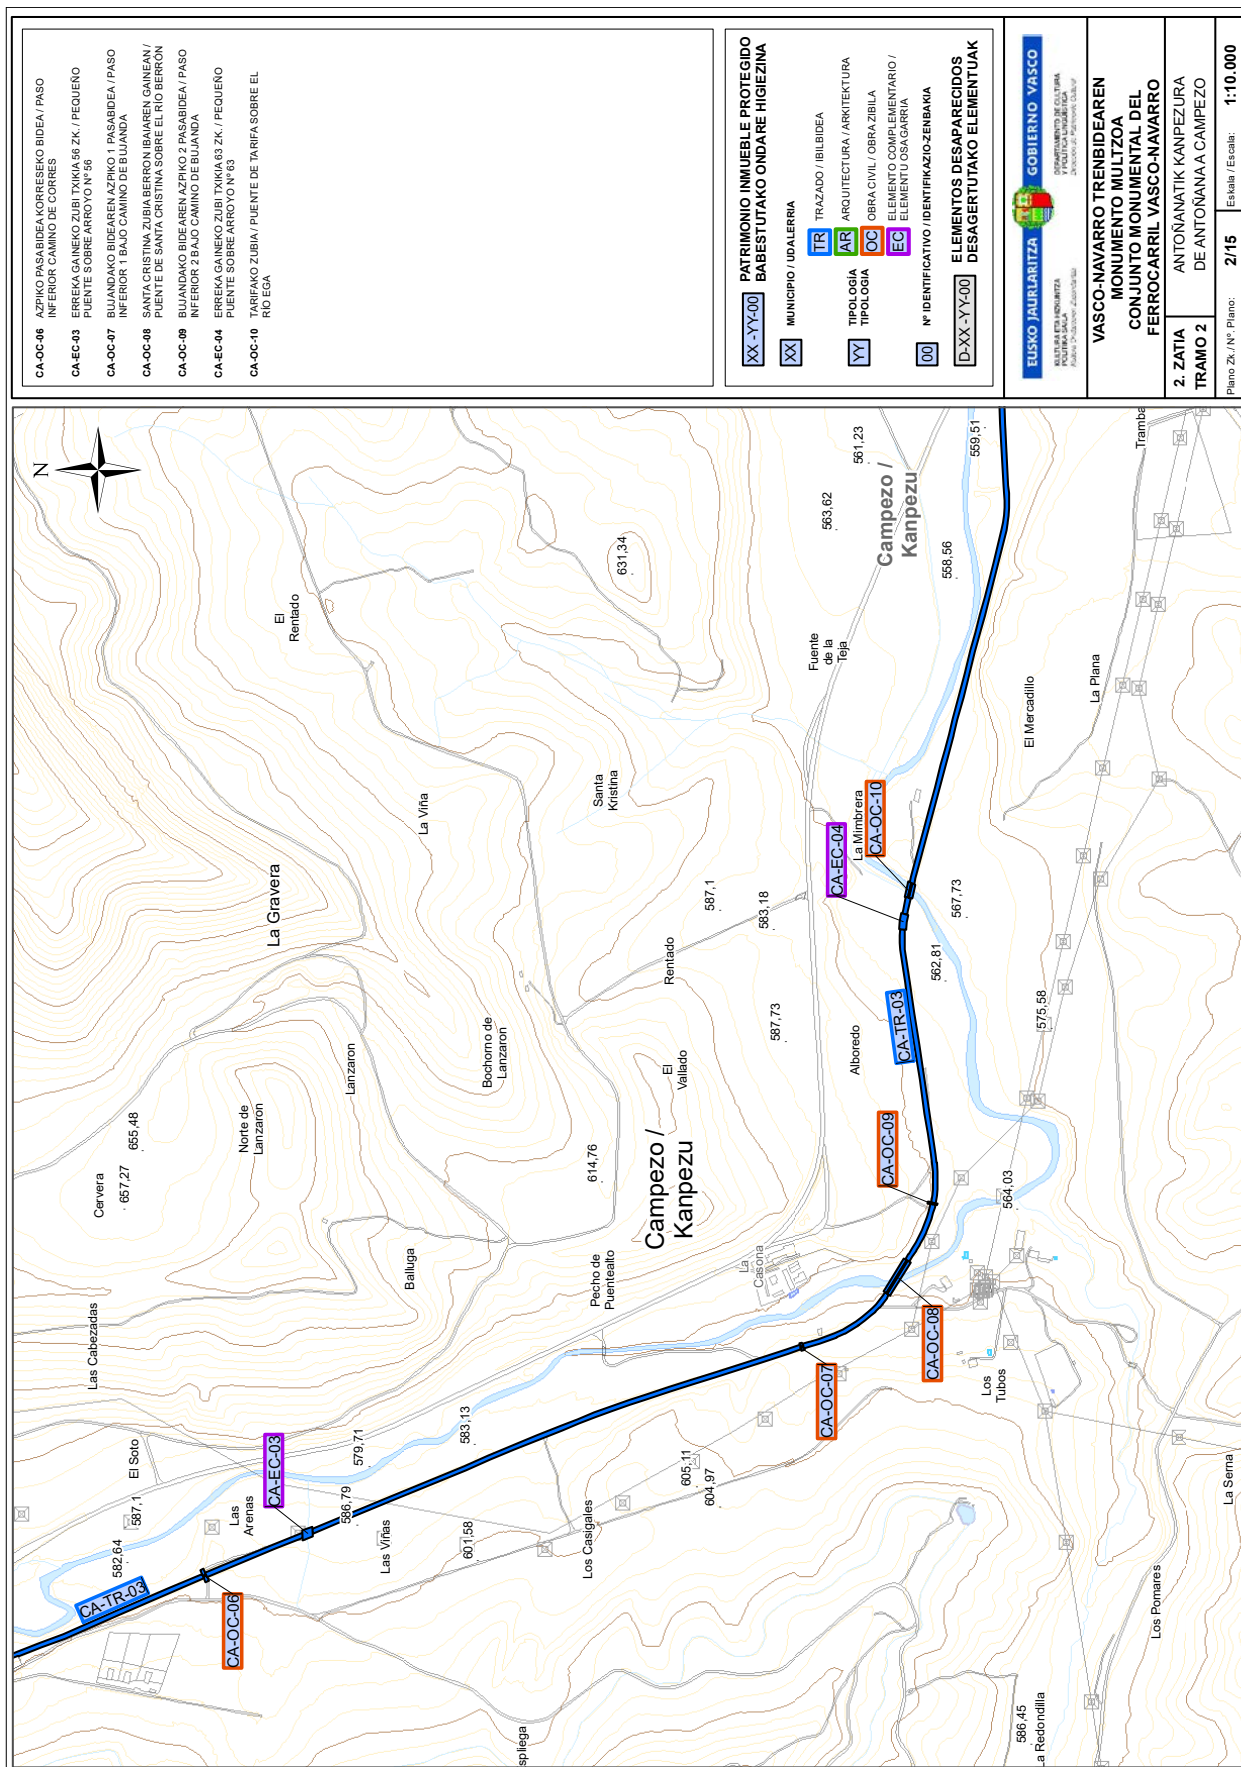 CA-OC-06 AZPIKO PASABIDEA KORRESEKO BIDEA / PASO
INFERIOR CAMINO DE CORRES
CA-EC-03 ERREKA GAINEKO ZUBI TXIKIA 56 ZK. / PEQUEÑO
PUENTE SOBRE ARROYO Nº 56
CA-OC-07 BUJANDAKO BIDEAREN AZPIKO 1 PASABIDEA / PASO
INFERIOR 1 BAJO CAMINO DE BUJANDA
CA-OC-08 SANTA CRISTINA ZUBIA BERRON IBAIAREN GAINEAN /
PUENTE DE SANTA CRISTINA SOBRE EL RÍO BERRÓN
CA-OC-09 BUJANDAKO BIDEAREN AZPIKO 2 PASABIDEA / PASO
INFERIOR 2 BAJO CAMINO DE BUJANDA
CA-EC-04 ERREKA GAINEKO ZUBI TXIKIA 63 ZK. / PEQUEÑO
PUENTE SOBRE ARROYO Nº 63
CA-OC-10 TARIFAKO ZUBIA / PUENTE DE TARIFA SOBRE EL
RÍO EGA
XX -YY-00 PATRIMONIO INMUEBLE PROTEGIDO
BABESTUTAKO ONDARE HIGIEZINA
XX MUNICIPIO / UDALERRIA
YY TIPOLOGÍA
TIPOLOGIA
TR TRAZADO / IBILBIDEA
AR ARQUITECTURA / ARKITEKTURA
OC OBRA CIVIL / OBRA ZIBILA
EC ELEMENTO COMPLEMENTARIO /
ELEMENTU OSAGARRIA
00 Nº IDENTIFICATIVO / IDENTIFIKAZIO-ZENBAKIA
D-XX -YY-00 ELEMENTOS DESAPARECIDOS
DESAGERTUTAKO ELEMENTUAK
EUSKO JAURLARITZA GOBIERNO VASCO
KULTURA ETA HIZKUNTZA
POLITIKA SAILA
DEPARTAMENTO DE CULTURA
Y POLÍTICA LINGÜÍSTICA
VASCO-NAVARRO TRENBIDEAREN
MONUMENTO MULTZOA
CONJUNTO MONUMENTAL DEL
FERROCARRIL VASCO-NAVARRO
2. ZATIA
TRAMO 2
ANTOÑANATIK KANPEZURA
DE ANTOÑANA A CAMPEZO
Plano Zk./ Nº. Plano: 2/15
Eskala / Escala: 1:10.000
N
El
Rentado
631,34
563,62
561,23
Campezo /
Kanpezu
558,56
559,51
Tramba
Fuente
de la
Teja
El Mercadillo
La Plana
La Gravera
La Viña
Santa
Kristina
La Mimbrera
CA-EC-04
CA-OC-10
587,1
583,18
567,73
Rentado
562,81
CA-TR-03
587,73
575,58
Alboredo
Lanzaron
Bochorno de
Lanzaron
El
Vallado
655,48
Norte de
Lanzaron
Cervera
657,27
614,76
Campezo /
Kanpezu
CA-OC-09
564,03
Balluga
Pecho de
Puentealto
La
Casona
Las Cabezadas
CA-OC-08
Los
Tubos
CA-OC-07
El Soto
583,13
579,71
CA-EC-03
587,1
586,79
Las
Arenas
605,11
604,97
La Serna
582,64
Las Viñas
601,58
Los Casigales
CA-TR-03
CA-OC-06
Los Pomares
586,45
La Redondilla
spliega